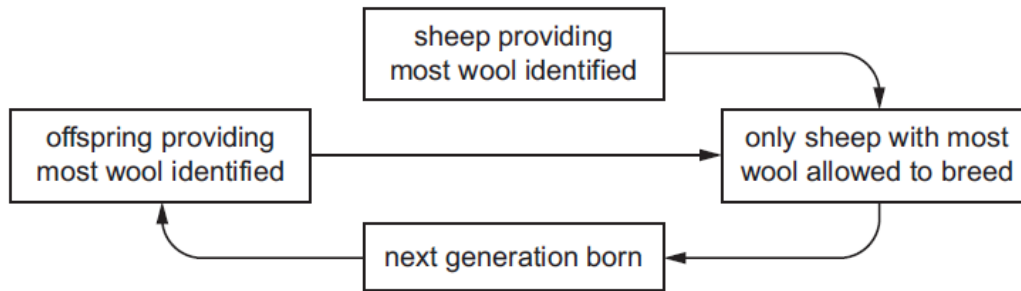 sheep providing
most wool identified
offspring providing
most wool identified
only sheep with most
wool allowed to breed
next generation born